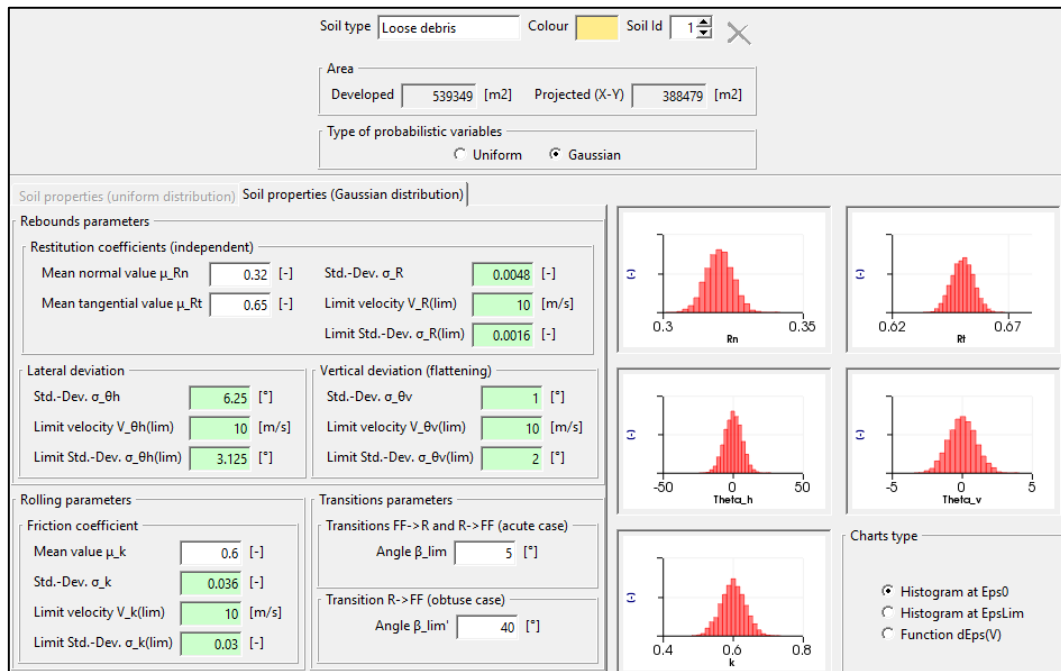 Soil type Loose debris Colour Soil Id 1
Area
Developed 539349 [m2] Projected (X-Y) 388479 [m2]
Type of probabilistic variables
Uniform Gaussian
Soil properties (uniform distribution) Soil properties (Gaussian distribution)
Rebounds parameters
Restitution coefficients (independent)
Mean normal value μ_Rn 0.32 [-] Std.-Dev. σ_R 0.0048 [-]
Mean tangential value μ_Rt 0.65 [-] Limit velocity V_R(lim) 10 [m/s]
Limit Std.-Dev. σ_R(lim) 0.0016 [-]
Lateral deviation
Std.-Dev. σ_θh 6.25 [°]
Limit velocity V_θh(lim) 10 [m/s]
Limit Std.-Dev. σ_θh(lim) 3.125 [°]
Vertical deviation (flattening)
Std.-Dev. σ_θv 1 [°]
Limit velocity V_θv(lim) 10 [m/s]
Limit Std.-Dev. σ_θv(lim) 2 [°]
Rolling parameters
Friction coefficient
Mean value μ_k 0.6 [-]
Std.-Dev. σ_k 0.036 [-]
Limit velocity V_k(lim) 10 [m/s]
Limit Std.-Dev. σ_k(lim) 0.03 [-]
Transitions parameters
Transitions FF->R and R->FF (acute case)
Angle β_lim 5 [°]
Transition R->FF (obtuse case)
Angle β_lim' 40 [°]
(-)
0.3 0.35
Rn
(-)
0.62 0.67
Rt
(-)
-50 0 50
Theta_h
(-)
-5 0 5
Theta_v
(-)
0.4 0.6 0.8
k
Charts type
Histogram at Eps0
Histogram at EpsLim
Function dEps(V)